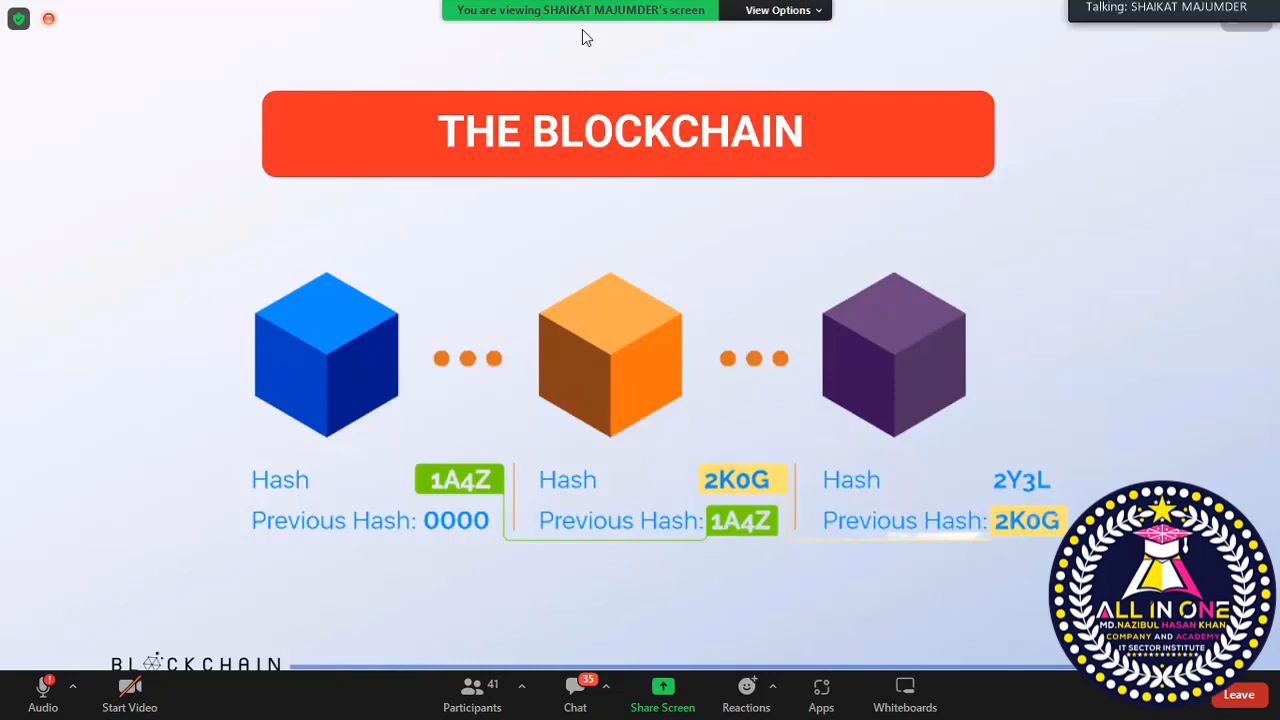 You are viewing SHAIKAT MAJUMDER's screen
View Options
Talking: SHAIKAT MAJUMDER
THE BLOCKCHAIN
Hash 1A4Z
Previous Hash: 0000
Hash 2K0G
Previous Hash: 1A4Z
Hash 2Y3L
Previous Hash: 2K0G
ALL IN ONE
MD.NAZIBUL HASAN KHAN
COMPANY AND ACADEMY
IT SECTOR INSTITUTE
BLOCKCHAIN
Audio
Start Video
41
Participants
35
Chat
Share Screen
Reactions
Apps
Whiteboards
Leave